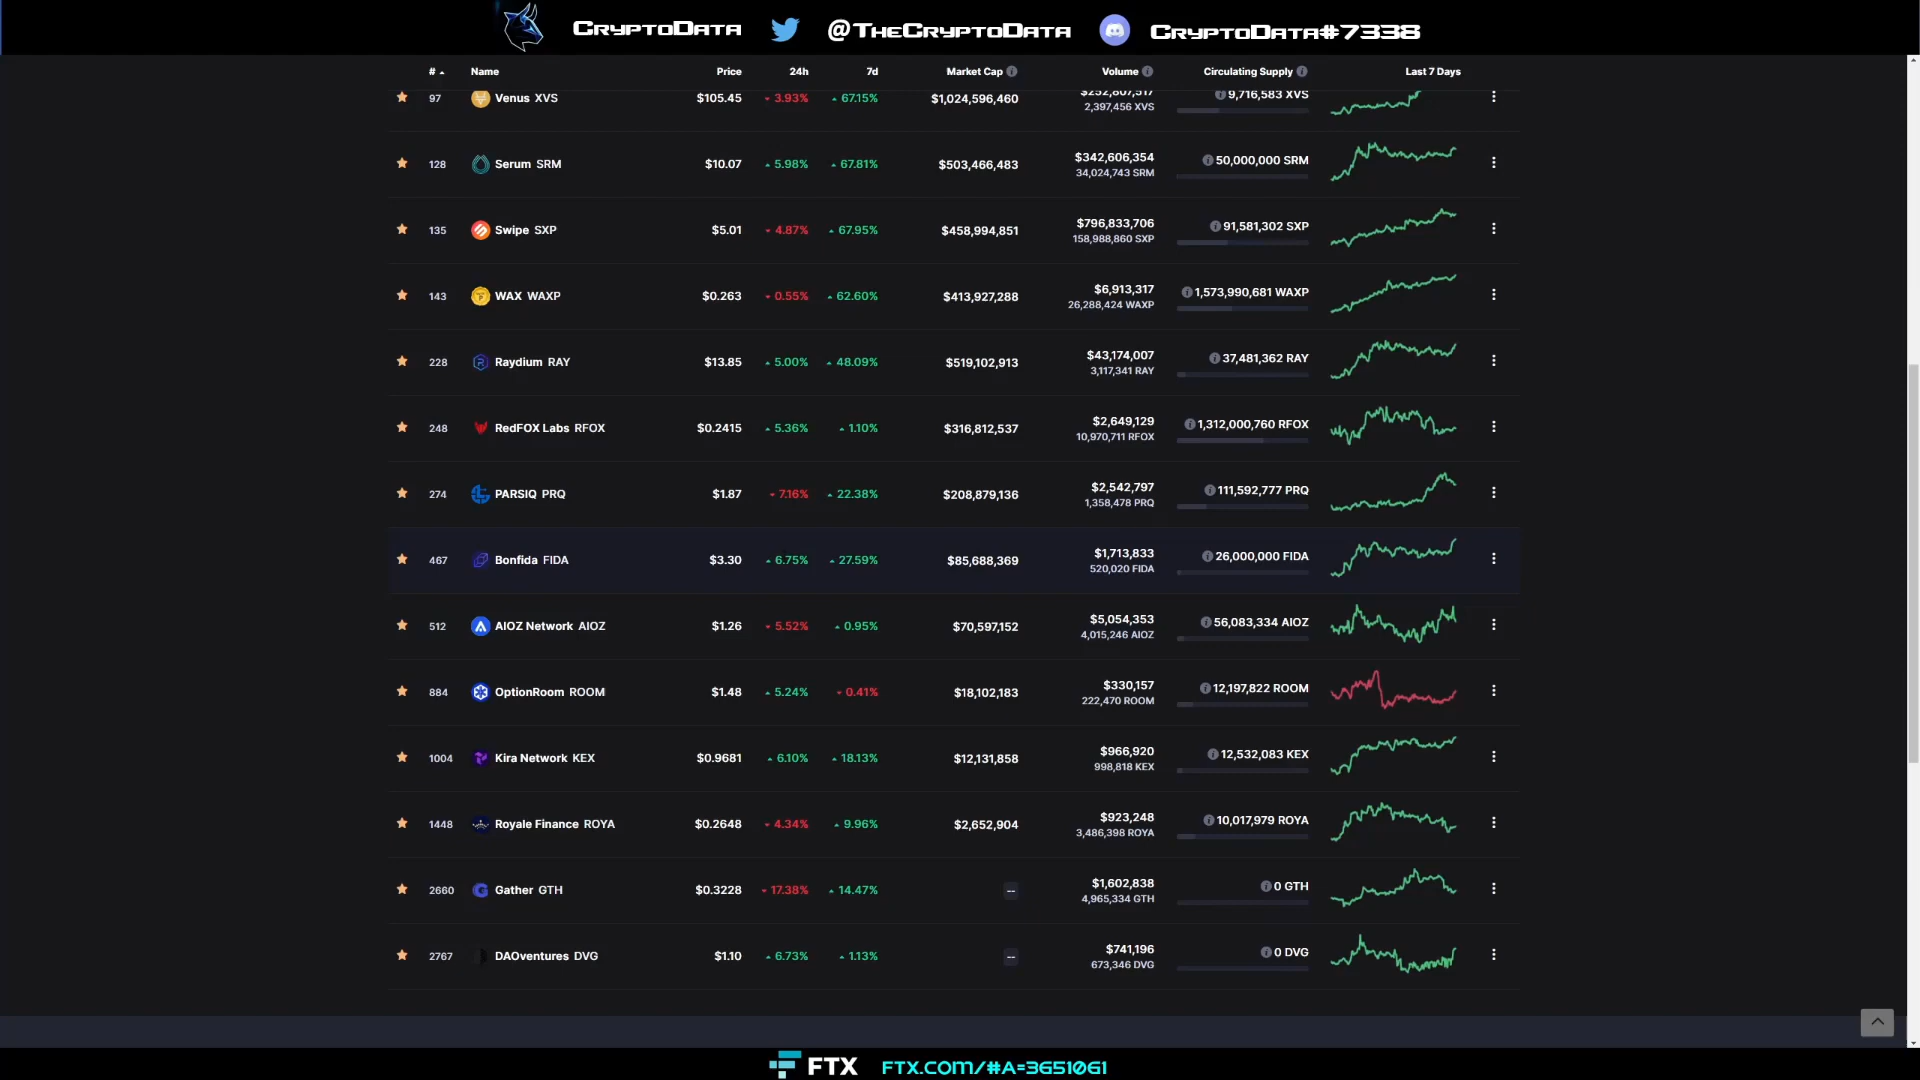 CryptoData @TheCryptoData CryptoData#7338
# Name Price 24h 7d Market Cap Volume Circulating Supply Last 7 Days
97 Venus XVS $105.45 3.93% 67.15% $1,024,596,460 9,716,583 XVS
2,397,456 XVS
128 Serum SRM $10.07 5.98% 67.81% $503,466,483 $342,606,354 50,000,000 SRM
34,024,743 SRM
135 Swipe SXP $5.01 4.87% 67.95% $458,994,851 $796,833,706 91,581,302 SXP
158,988,860 SXP
143 WAX WAXP $0.263 0.55% 62.60% $413,927,288 $6,913,317 1,573,990,681 WAXP
26,288,424 WAXP
228 Raydium RAY $13.85 5.00% 48.09% $519,102,913 $43,174,007 37,481,362 RAY
3,117,341 RAY
248 RedFOX Labs RFOX $0.2415 5.36% 1.10% $316,812,537 $2,649,129 1,312,000,760 RFOX
10,970,711 RFOX
274 PARSIQ PRQ $1.87 7.16% 22.38% $208,879,136 $2,542,797 111,592,777 PRQ
1,358,478 PRQ
467 Bonfida FIDA $3.30 6.75% 27.59% $85,688,369 $1,713,833 26,000,000 FIDA
520,020 FIDA
512 AIOZ Network AIOZ $1.26 5.52% 0.95% $70,597,152 $5,054,353 56,083,334 AIOZ
4,015,246 AIOZ
884 OptionRoom ROOM $1.48 5.24% 0.41% $18,102,183 $330,157 12,197,822 ROOM
222,470 ROOM
1004 Kira Network KEX $0.9681 6.10% 18.13% $12,131,858 $966,920 12,532,083 KEX
998,818 KEX
1448 Royale Finance ROYA $0.2648 4.34% 9.96% $2,652,904 $923,248 10,017,979 ROYA
3,486,398 ROYA
2660 Gather GTH $0.3228 17.38% 14.47% -- $1,602,838 0 GTH
4,965,334 GTH
2767 DAOventures DVG $1.10 6.73% 1.13% -- $741,196 0 DVG
673,346 DVG
FTX FTX.com/#a=3651061